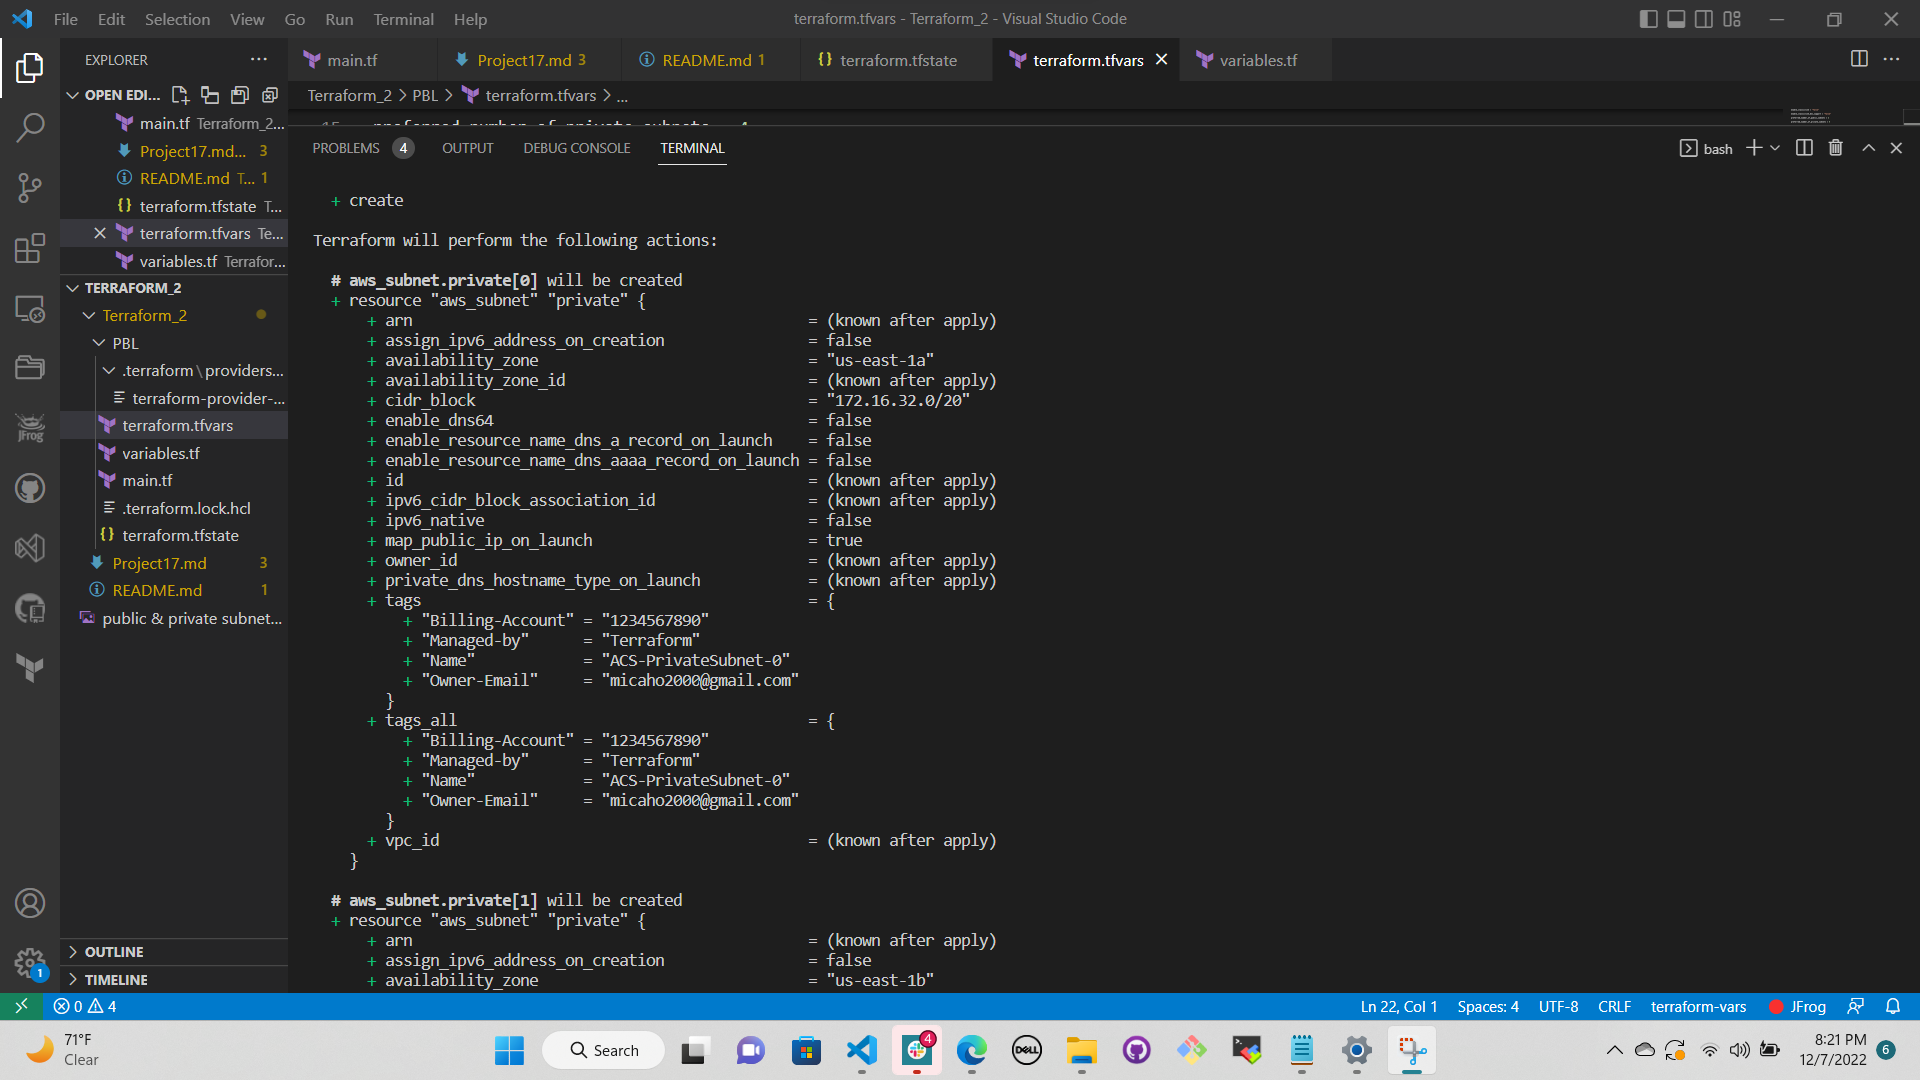 File Edit Selection View Go Run Terminal Help
terraform.tfvars - Terraform_2 - Visual Studio Code
EXPLORER
main.tf
Project17.md 3
README.md 1
terraform.tfstate
terraform.tfvars
variables.tf
OPEN EDI...
Terraform_2 > PBL > terraform.tfvars > ...
main.tf Terraform_2...
Project17.md... 3
README.md T... 1
terraform.tfstate T...
terraform.tfvars Te...
variables.tf Terrafor...
TERRAFORM_2
Terraform_2
PBL
.terraform\providers...
terraform-provider-...
terraform.tfvars
variables.tf
main.tf
.terraform.lock.hcl
terraform.tfstate
Project17.md 3
README.md 1
public & private subnet...
OUTLINE
TIMELINE
PROBLEMS 4 OUTPUT DEBUG CONSOLE TERMINAL
bash
+ create
Terraform will perform the following actions:
# aws_subnet.private[0] will be created
+ resource "aws_subnet" "private" {
+ arn = (known after apply)
+ assign_ipv6_address_on_creation = false
+ availability_zone = "us-east-1a"
+ availability_zone_id = (known after apply)
+ cidr_block = "172.16.32.0/20"
+ enable_dns64 = false
+ enable_resource_name_dns_a_record_on_launch = false
+ enable_resource_name_dns_aaaa_record_on_launch = false
+ id = (known after apply)
+ ipv6_cidr_block_association_id = (known after apply)
+ ipv6_native = false
+ map_public_ip_on_launch = true
+ owner_id = (known after apply)
+ private_dns_hostname_type_on_launch = (known after apply)
+ tags = {
+ "Billing-Account" = "1234567890"
+ "Managed-by" = "Terraform"
+ "Name" = "ACS-PrivateSubnet-0"
+ "Owner-Email" = "micaho2000@gmail.com"
}
+ tags_all = {
+ "Billing-Account" = "1234567890"
+ "Managed-by" = "Terraform"
+ "Name" = "ACS-PrivateSubnet-0"
+ "Owner-Email" = "micaho2000@gmail.com"
}
+ vpc_id = (known after apply)
}
# aws_subnet.private[1] will be created
+ resource "aws_subnet" "private" {
+ arn = (known after apply)
+ assign_ipv6_address_on_creation = false
+ availability_zone = "us-east-1b"
JFrog
1
0 4
Ln 22, Col 1 Spaces: 4 UTF-8 CRLF terraform-vars JFrog
71°F
Clear
Search
4
DELL
8:21 PM
12/7/2022
6